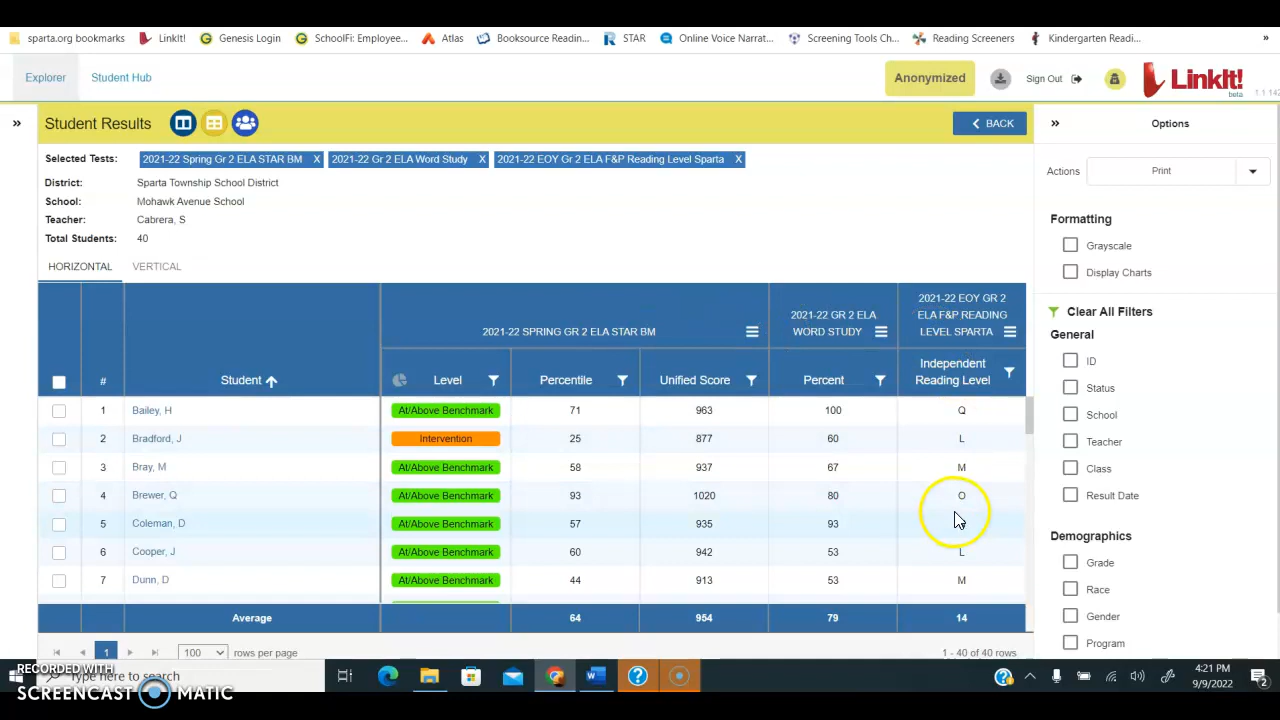 sparta.org bookmarks LinkIt! Genesis Login SchoolFi: Employee... Atlas Booksource Readin... STAR Online Voice Narrat... Screening Tools Ch... Reading Screeners Kindergarten Readi... »
Explorer Student Hub Anonymized Sign Out LinkIt!
beta
1.1 142
Student Results BACK
Selected Tests: 2021-22 Spring Gr 2 ELA STAR BM X 2021-22 Gr 2 ELA Word Study X 2021-22 EOY Gr 2 ELA F&P Reading Level Sparta X
District: Sparta Township School District
School: Mohawk Avenue School
Teacher: Cabrera, S
Total Students: 40
HORIZONTAL VERTICAL
2021-22 SPRING GR 2 ELA STAR BM
2021-22 GR 2 ELA
WORD STUDY
2021-22 EOY GR 2
ELA F&P READING
LEVEL SPARTA
# Student Level Percentile Unified Score Percent
Independent
Reading Level
1 Bailey, H At/Above Benchmark 71 963 100 Q
2 Bradford, J Intervention 25 877 60 L
3 Bray, M At/Above Benchmark 58 937 67 M
4 Brewer, Q At/Above Benchmark 93 1020 80 O
5 Coleman, D At/Above Benchmark 57 935 93
6 Cooper, J At/Above Benchmark 60 942 53 L
7 Dunn, D At/Above Benchmark 44 913 53 M
Average 64 954 79 14
1 100 rows per page 1 - 40 of 40 rows
» Options
Actions Print
Formatting
Grayscale
Display Charts
Clear All Filters
General
ID
Status
School
Teacher
Class
Result Date
Demographics
Grade
Race
Gender
Program
Type here to search
RECORDED WITH
SCREENCAST MATIC
4:21 PM
9/9/2022
2